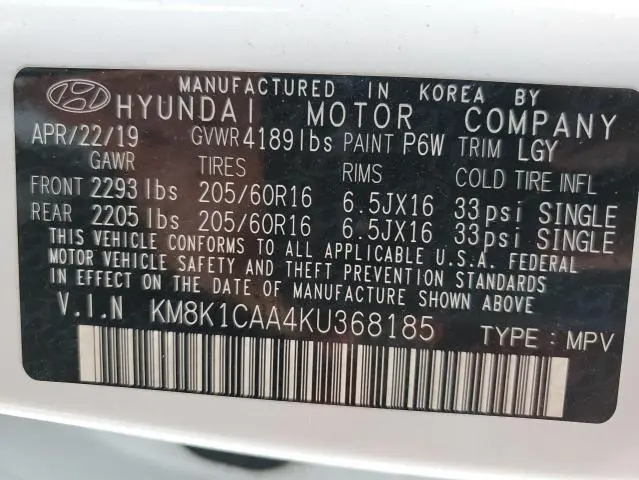 MANUFACTURED IN KOREA BY
HYUNDAI MOTOR COMPANY
APR/22/19 GVWR 4189lbs PAINT P6W TRIM LGY
GAWR TIRES RIMS COLD TIRE INFL
FRONT 2293lbs 205/60R16 6.5JX16 33psi SINGLE
REAR 2205lbs 205/60R16 6.5JX16 33psi SINGLE
THIS VEHICLE CONFORMS TO ALL APPLICABLE U.S.A. FEDERAL
MOTOR VEHICLE SAFETY AND THEFT PREVENTION STANDARDS
IN EFFECT ON THE DATE OF MANUFACTURE SHOWN ABOVE
V.I.N KM8K1CAA4KU368185 TYPE: MPV